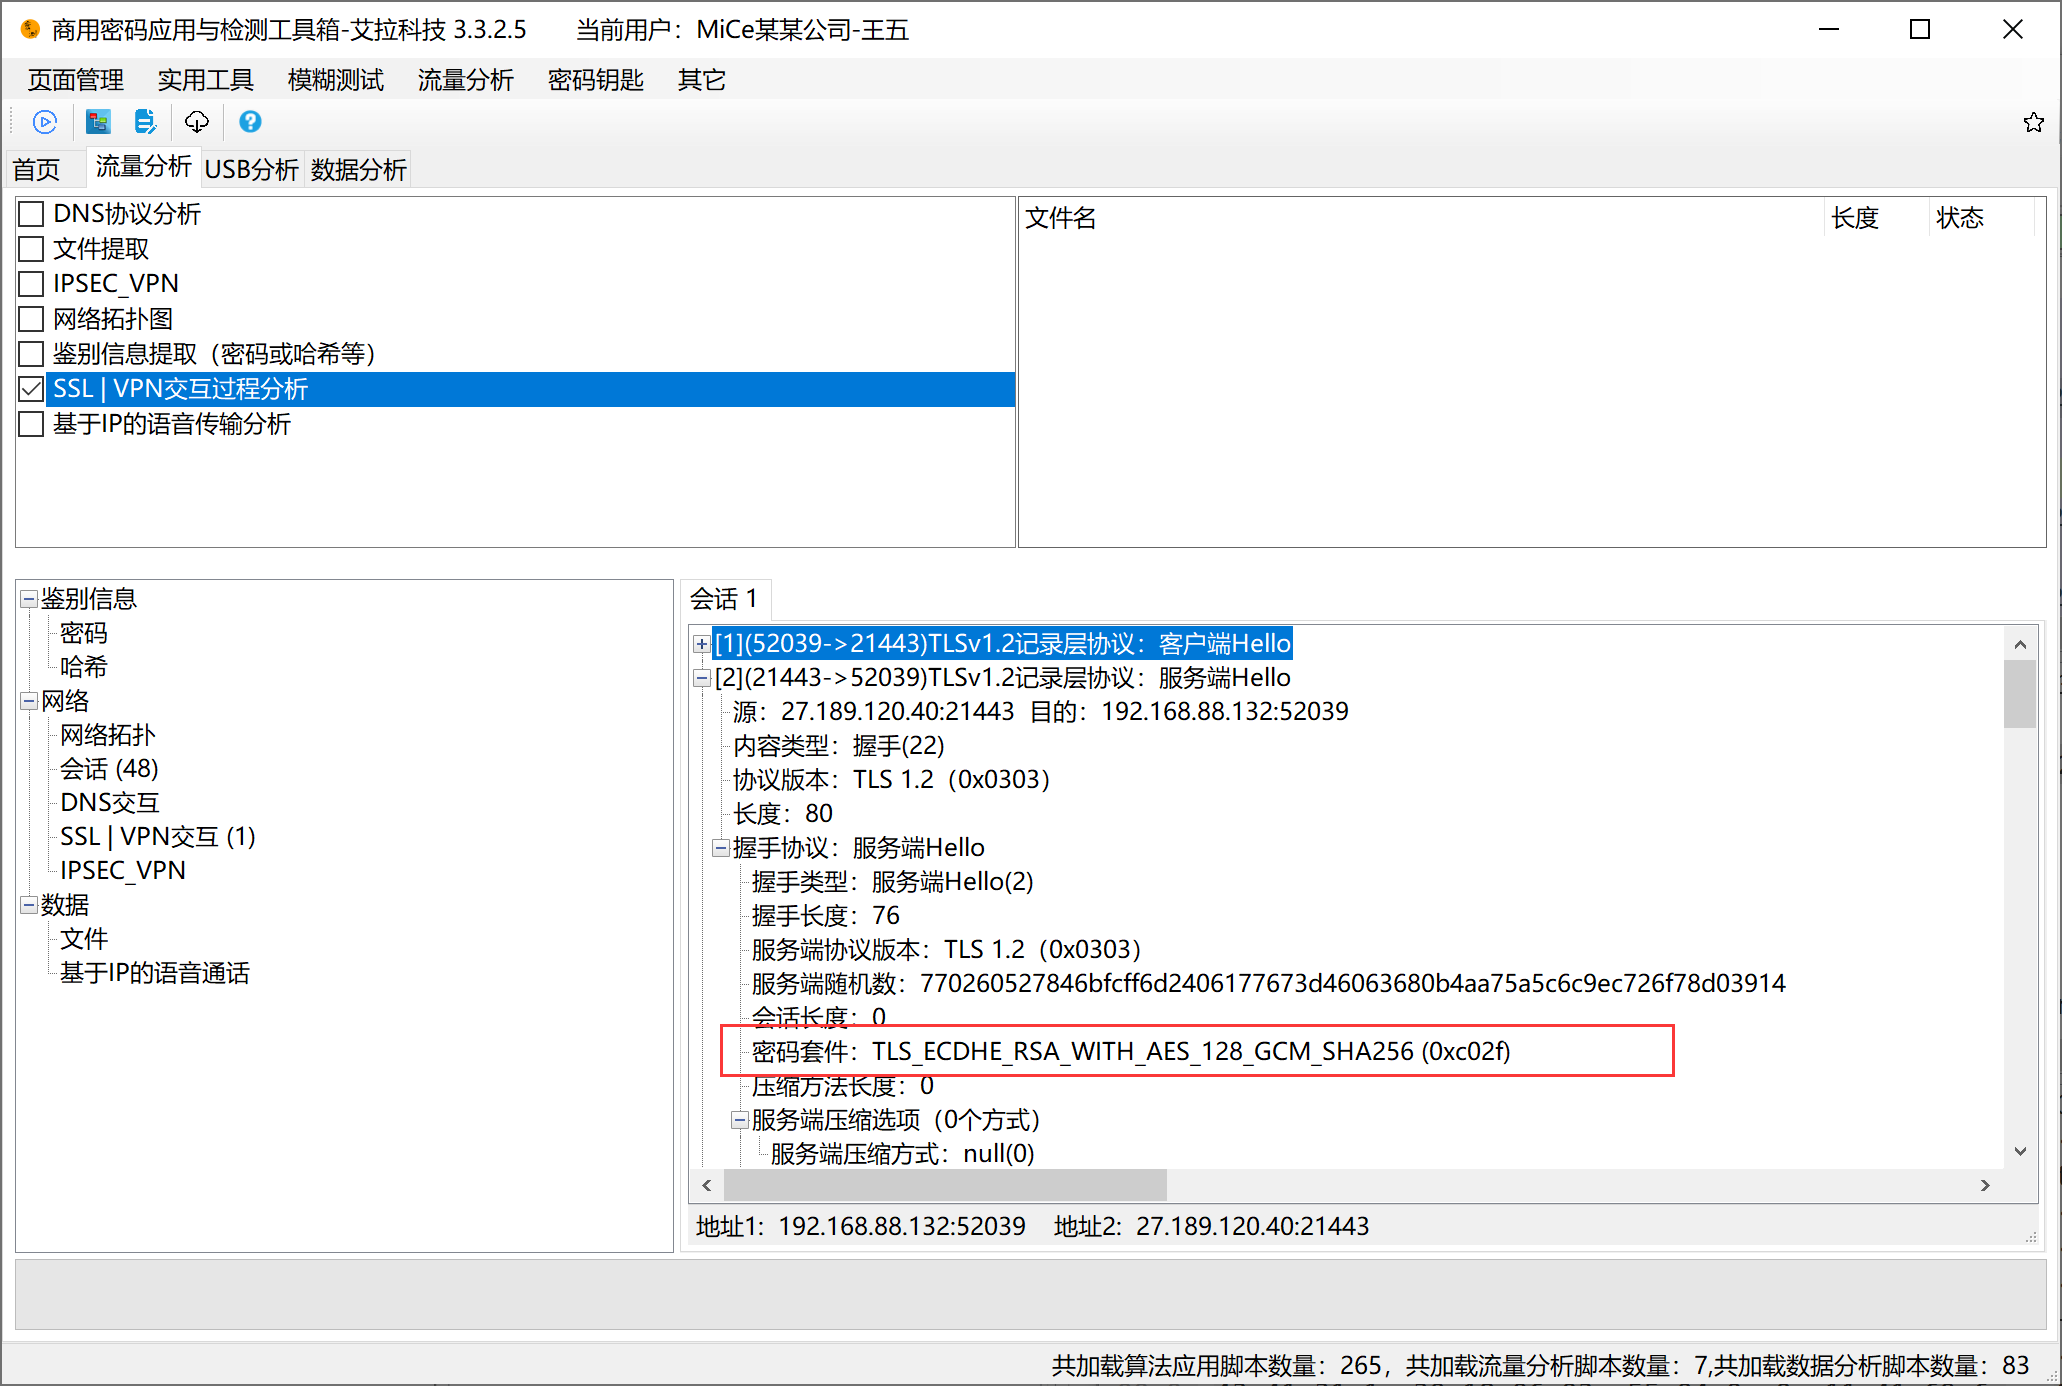 商用密码应用与检测工具箱-艾拉科技 3.3.2.5 当前用户：MiCe某某公司-王五
页面管理 实用工具 模糊测试 流量分析 密码钥匙 其它
首页 流量分析 USB分析 数据分析
DNS协议分析
文件提取
IPSEC_VPN
网络拓扑图
鉴别信息提取（密码或哈希等）
SSL | VPN交互过程分析
基于IP的语音传输分析
文件名 长度 状态
鉴别信息
密码
哈希
网络
网络拓扑
会话 (48)
DNS交互
SSL | VPN交互 (1)
IPSEC_VPN
数据
文件
基于IP的语音通话
会话 1
[1](52039->21443)TLSv1.2记录层协议：客户端Hello
[2](21443->52039)TLSv1.2记录层协议：服务端Hello
源：27.189.120.40:21443 目的：192.168.88.132:52039
内容类型：握手(22)
协议版本：TLS 1.2（0x0303）
长度：80
握手协议：服务端Hello
握手类型：服务端Hello(2)
握手长度：76
服务端协议版本：TLS 1.2（0x0303）
服务端随机数：770260527846bfcff6d2406177673d46063680b4aa75a5c6c9ec726f78d03914
会话长度：0
密码套件：TLS_ECDHE_RSA_WITH_AES_128_GCM_SHA256 (0xc02f)
压缩方法长度：0
服务端压缩选项（0个方式）
服务端压缩方式：null(0)
地址1：192.168.88.132:52039 地址2：27.189.120.40:21443
共加载算法应用脚本数量：265，共加载流量分析脚本数量：7,共加载数据分析脚本数量：83